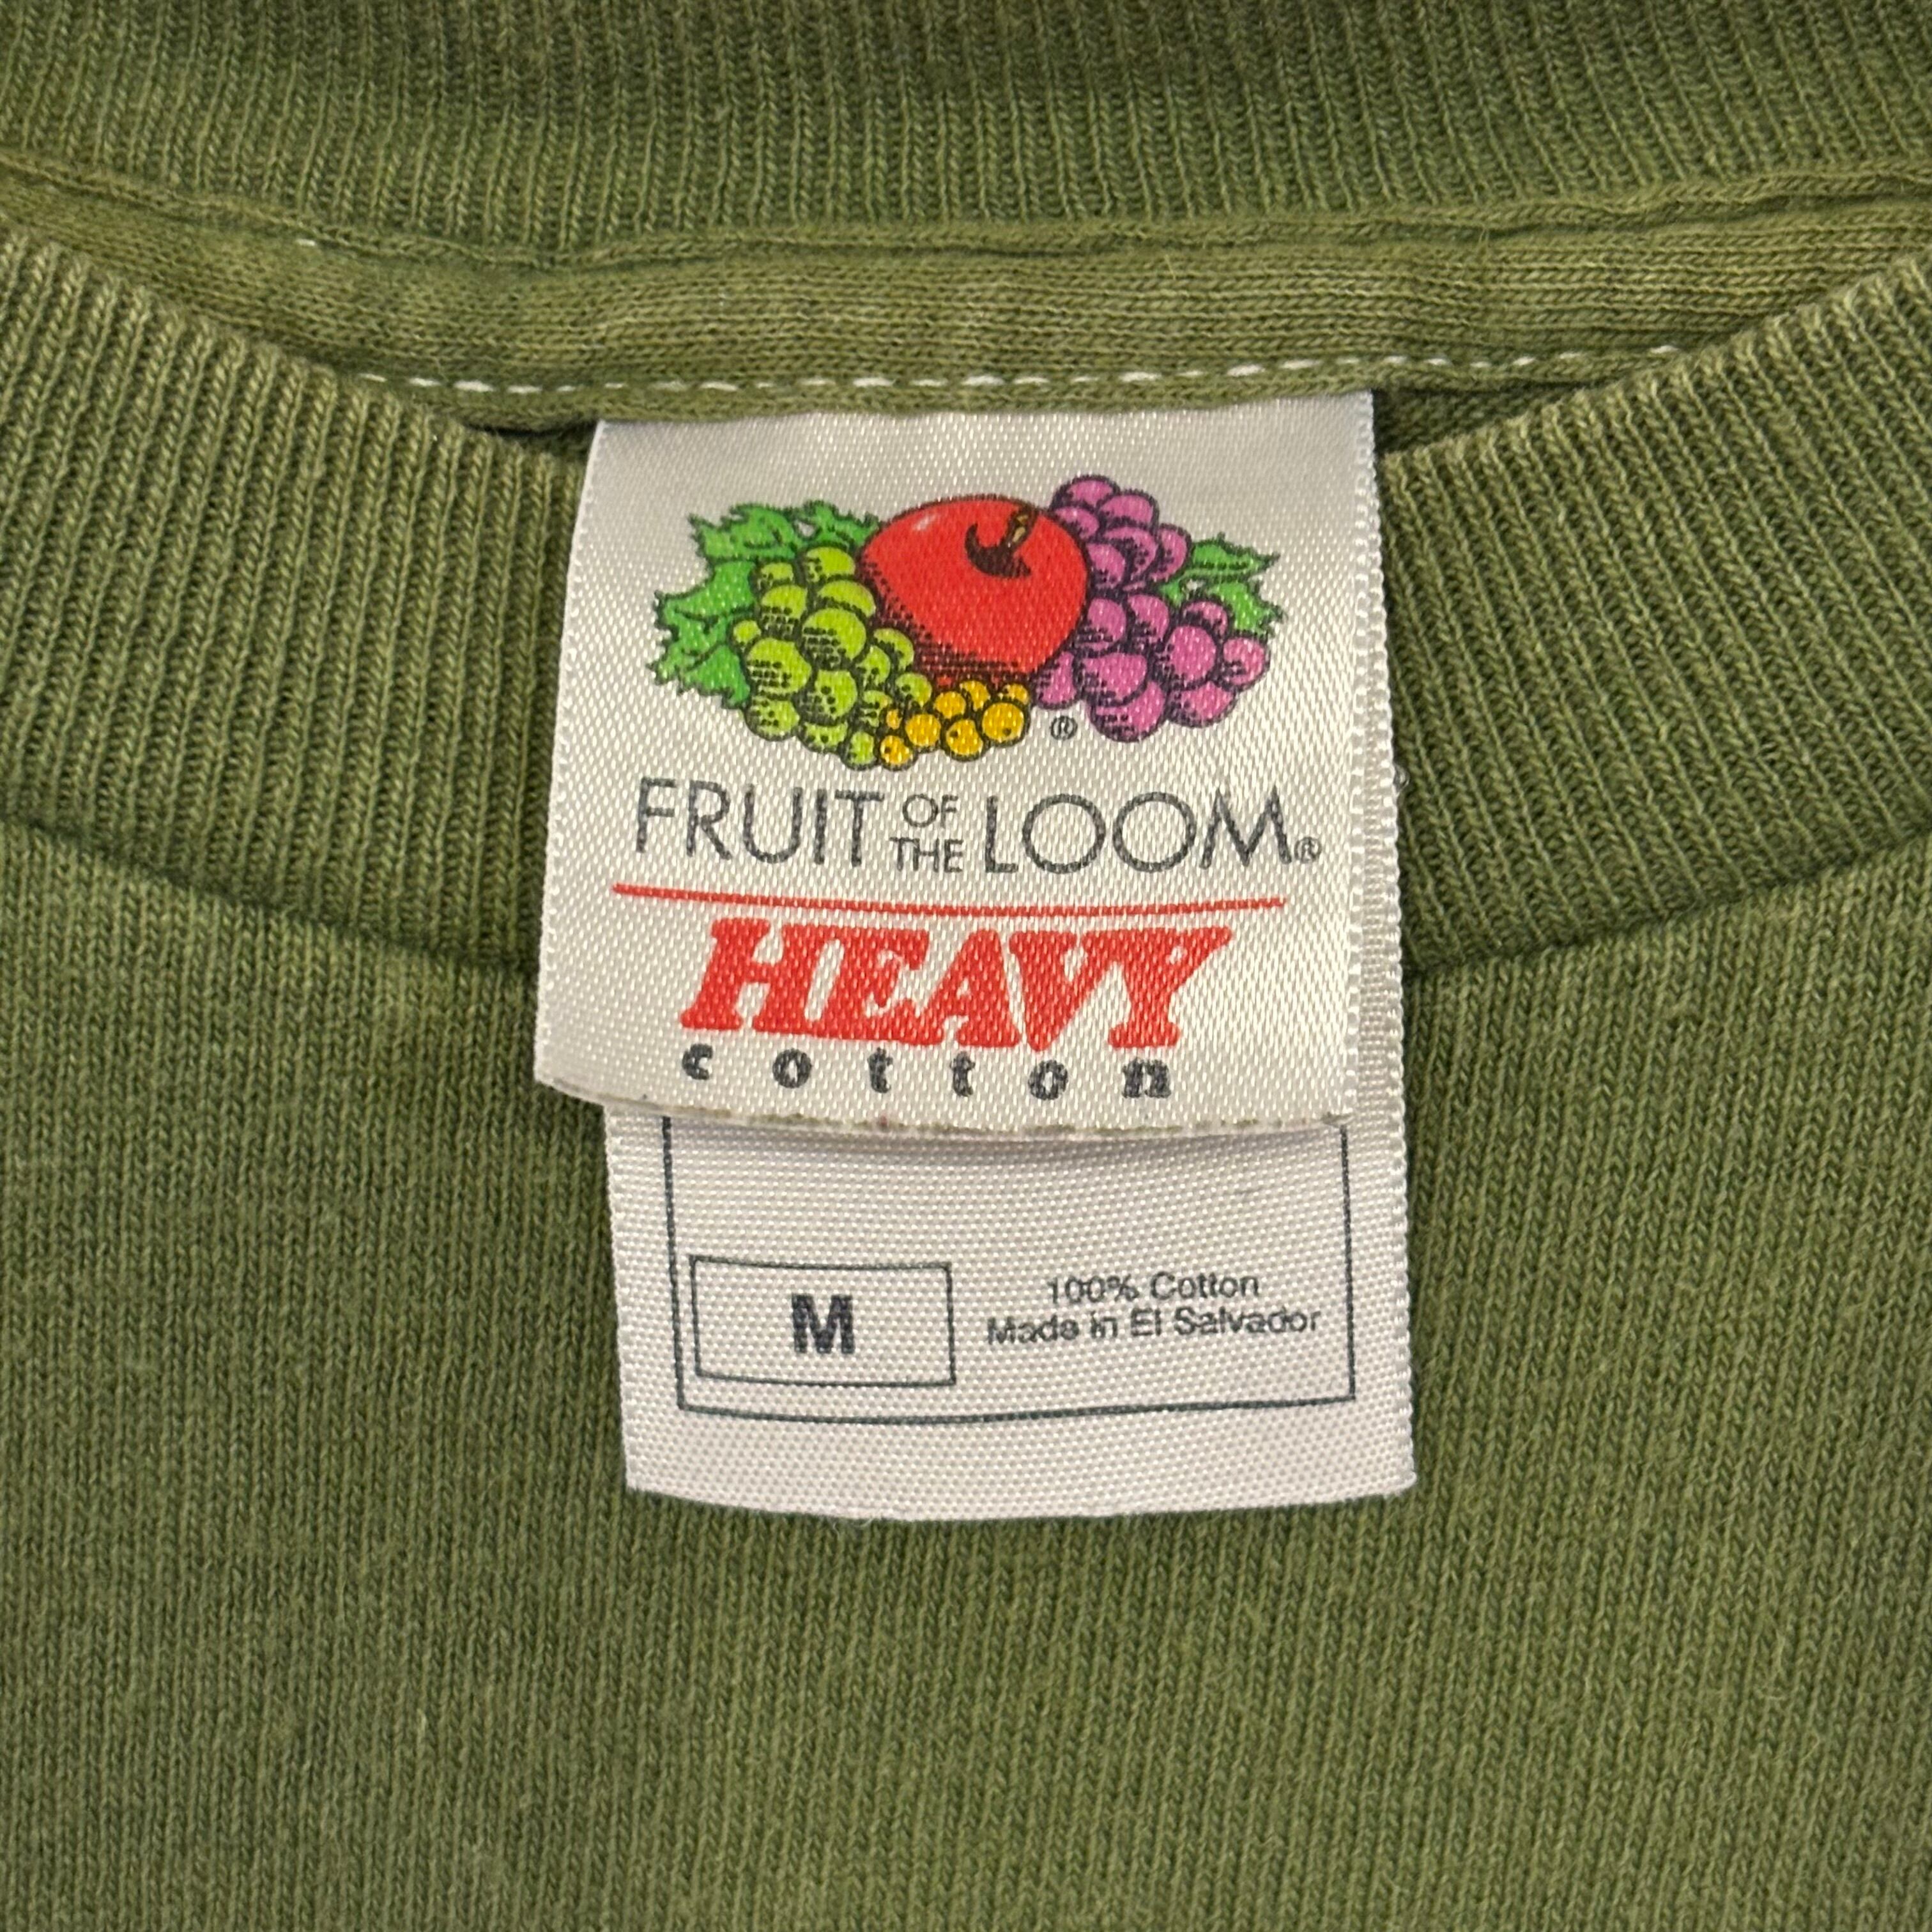 ®
FRUIT OF THE LOOM®
HEAVY
cotton
M
100% Cotton
Made in El Salvador